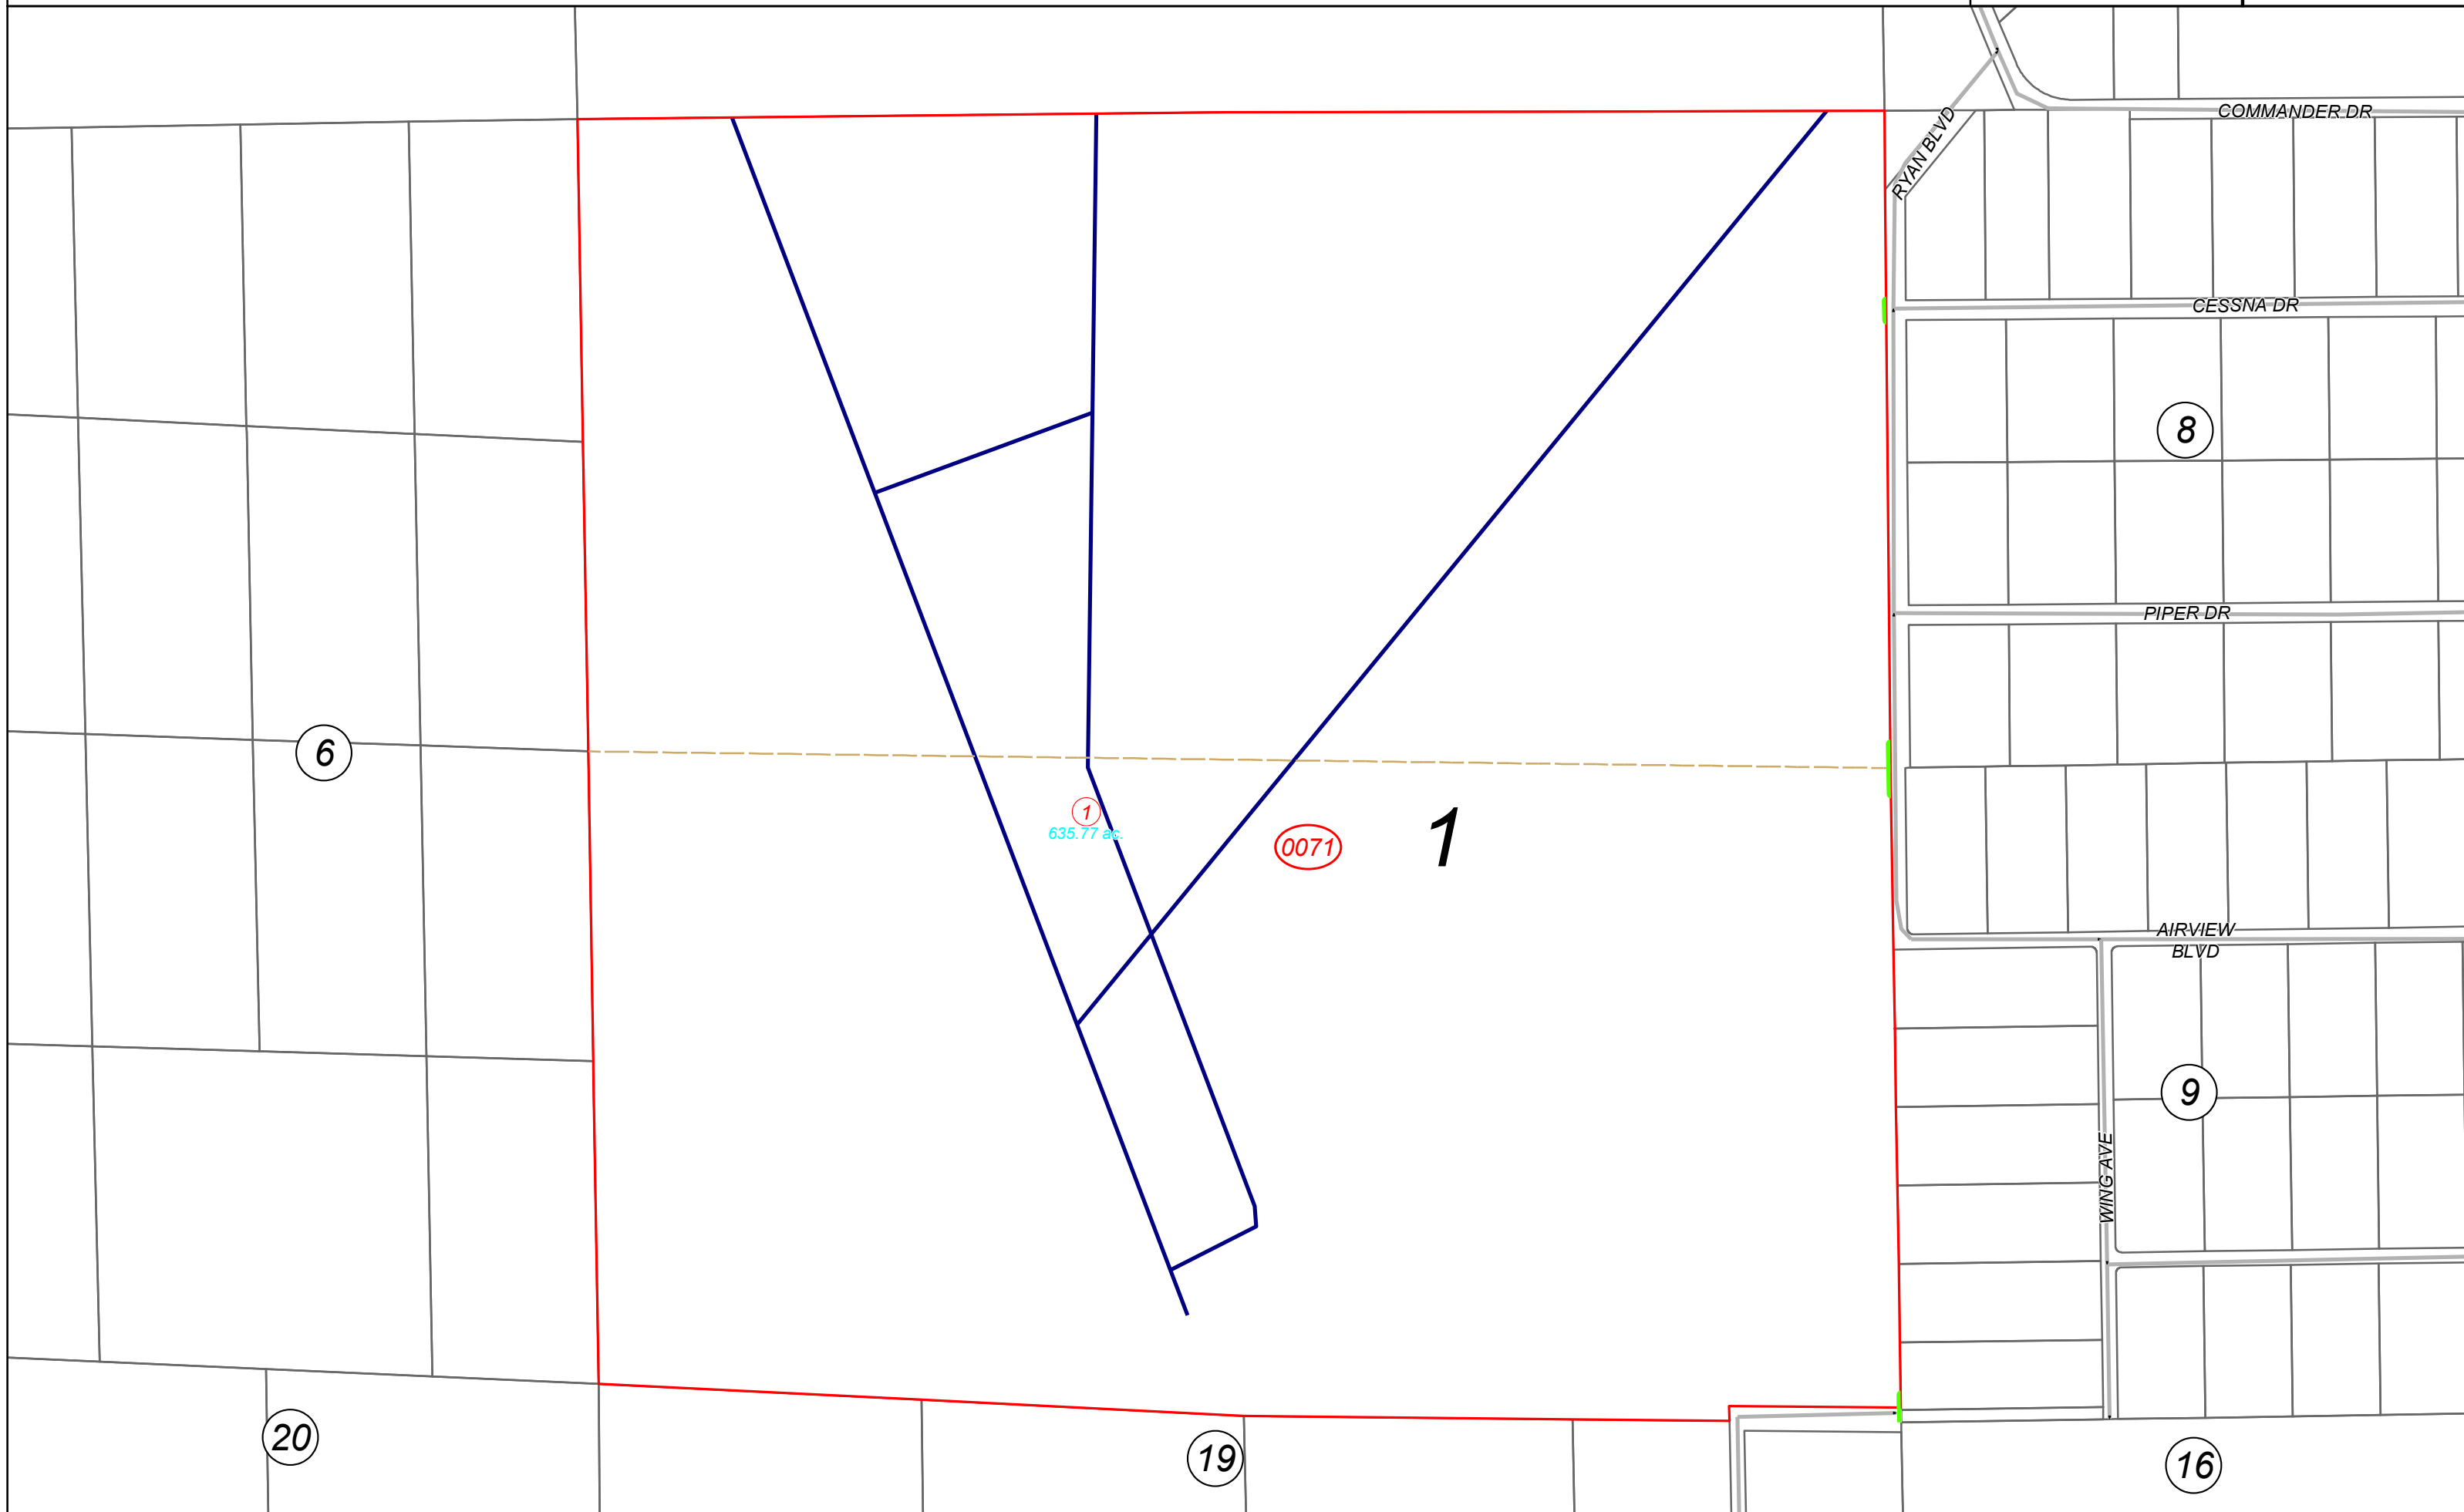 COMMANDER DR
RYAN BLVD
CESSNA DR
8
PIPER DR
6
1
635.77 ac.
0071
1
AIRVIEW
BLVD
9
WING AVE
20
19
16